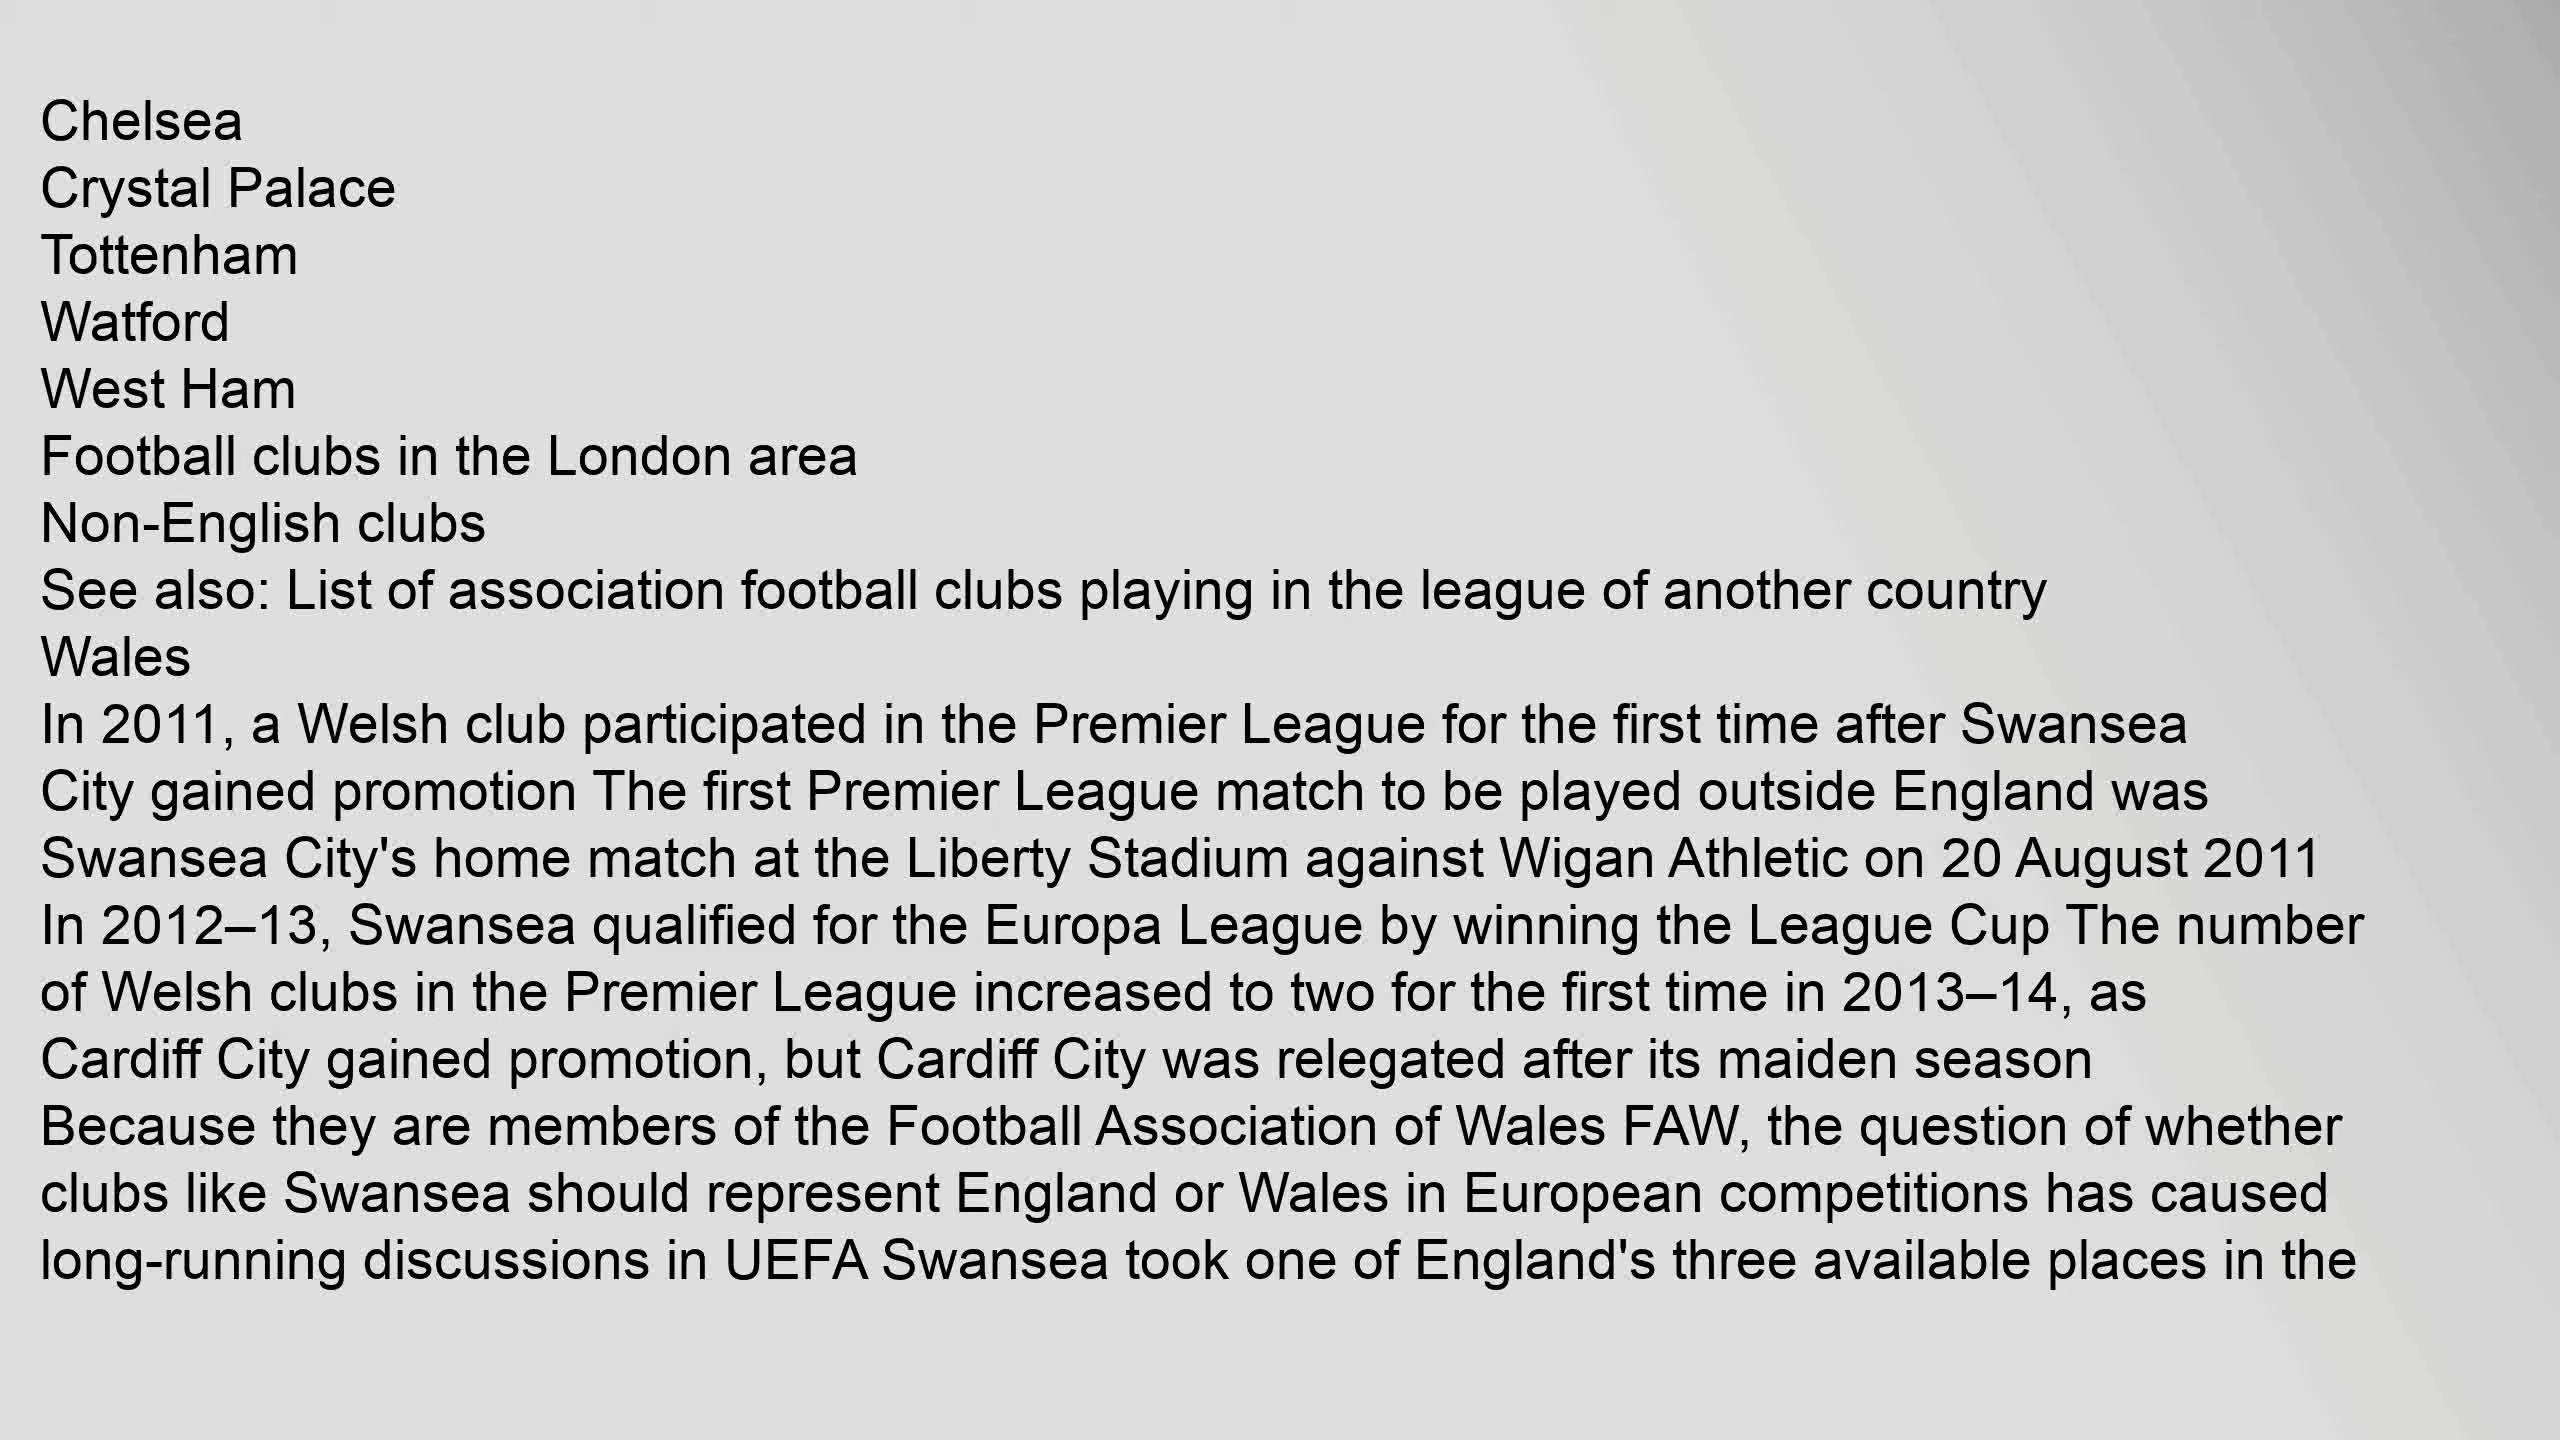 Chelsea
Crystal Palace
Tottenham
Watford
West Ham
Football clubs in the London area
Non-English clubs
See also: List of association football clubs playing in the league of another country
Wales
In 2011, a Welsh club participated in the Premier League for the first time after Swansea
City gained promotion The first Premier League match to be played outside England was
Swansea City's home match at the Liberty Stadium against Wigan Athletic on 20 August 2011
In 2012–13, Swansea qualified for the Europa League by winning the League Cup The number
of Welsh clubs in the Premier League increased to two for the first time in 2013–14, as
Cardiff City gained promotion, but Cardiff City was relegated after its maiden season
Because they are members of the Football Association of Wales FAW, the question of whether
clubs like Swansea should represent England or Wales in European competitions has caused
long-running discussions in UEFA Swansea took one of England's three available places in the